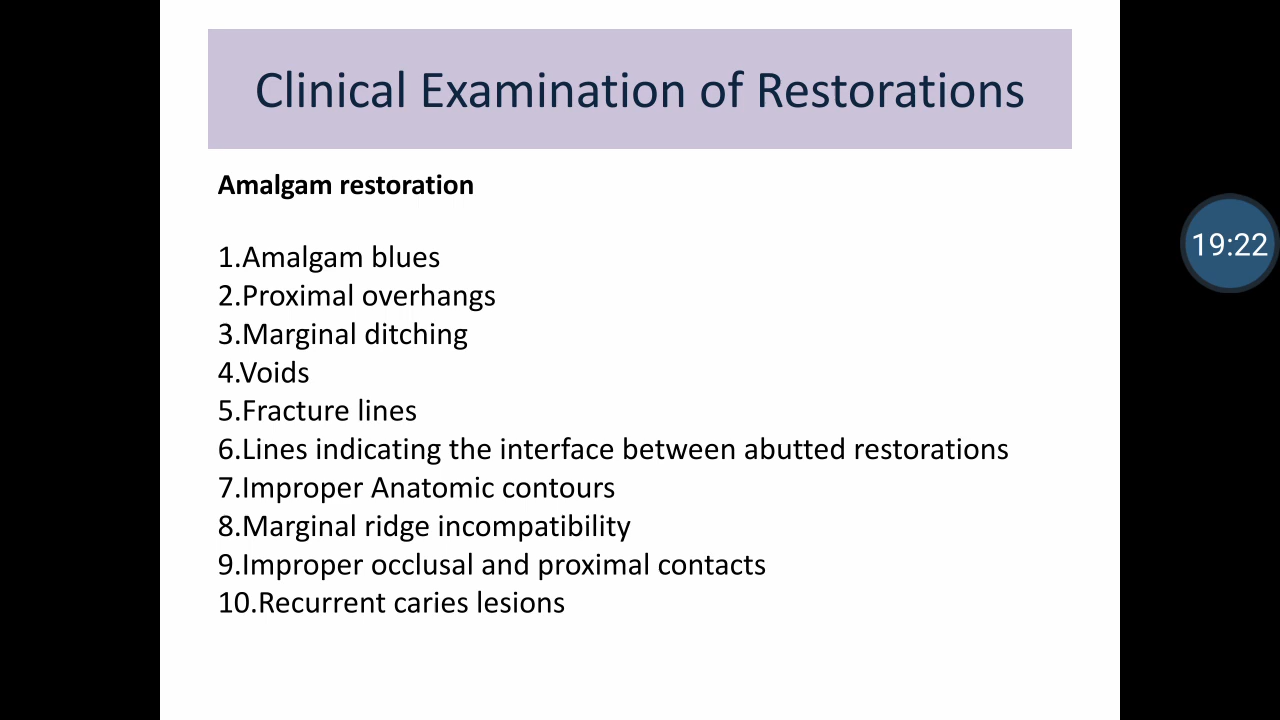 Clinical Examination of Restorations
Amalgam restoration
1.Amalgam blues
2.Proximal overhangs
3.Marginal ditching
4.Voids
5.Fracture lines
6.Lines indicating the interface between abutted restorations
7.Improper Anatomic contours
8.Marginal ridge incompatibility
9.Improper occlusal and proximal contacts
10.Recurrent caries lesions
19:22